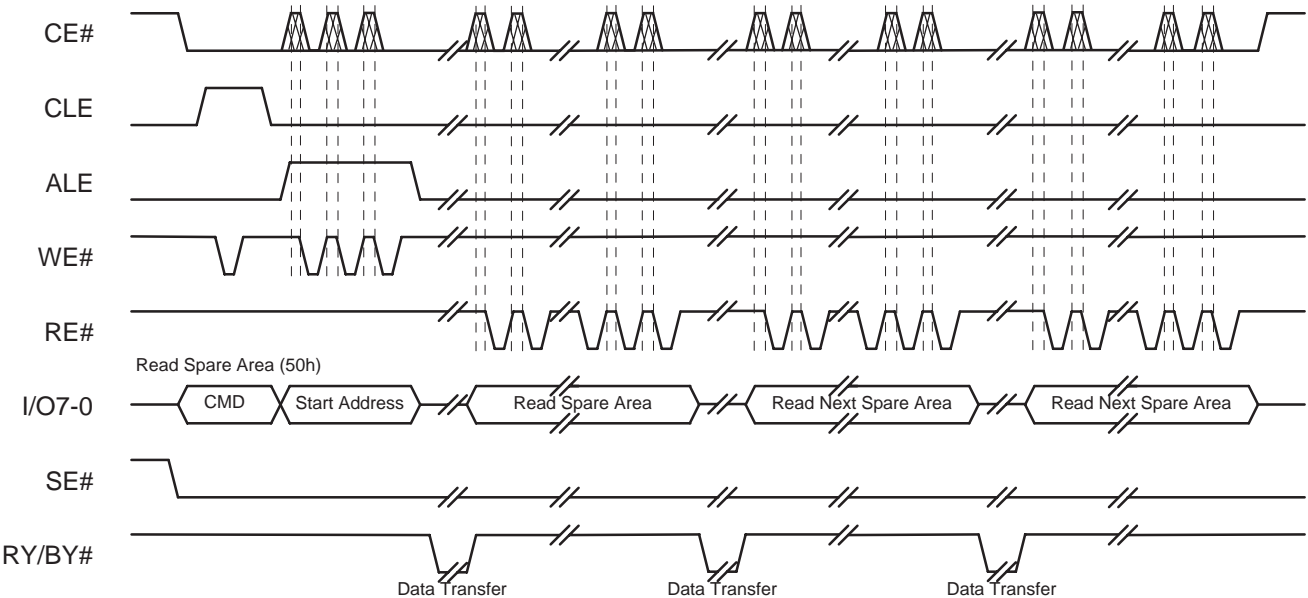 CE#
CLE
ALE
WE#
RE#
Read Spare Area (50h)
I/O7-0 CMD Start Address Read Spare Area Read Next Spare Area Read Next Spare Area
SE#
RY/BY#
Data Transfer Data Transfer Data Transfer